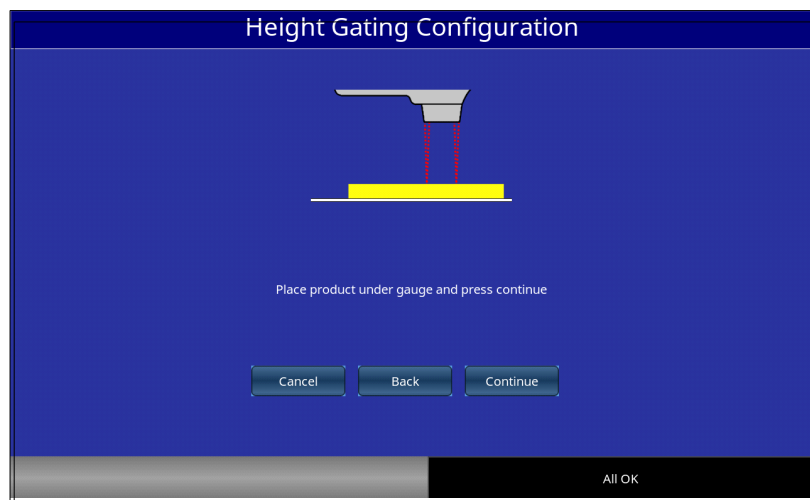 Height Gating Configuration
Place product under gauge and press continue
Cancel Back Continue
All OK